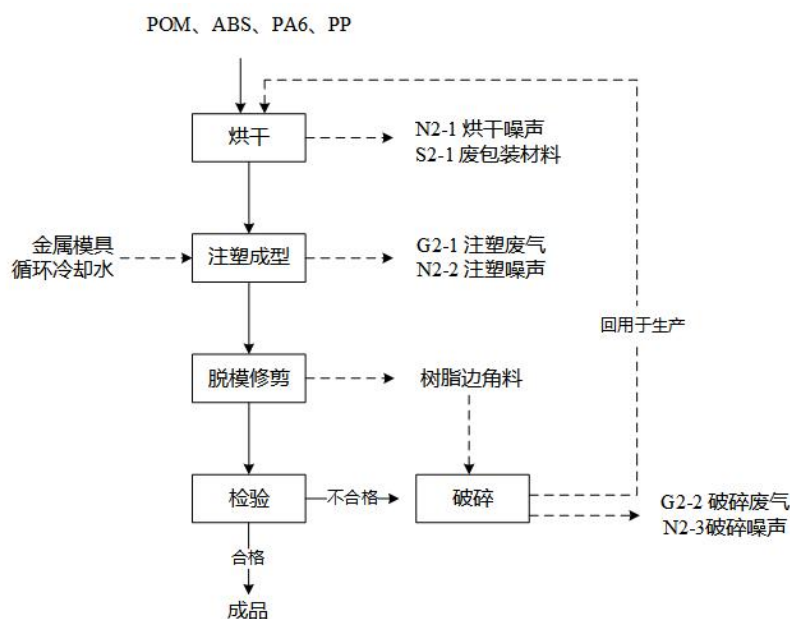 POM、ABS、PA6、PP
烘干
N2-1 烘干噪声
S2-1 废包装材料
金属模具
循环冷却水
注塑成型
G2-1 注塑废气
N2-2 注塑噪声
回用于生产
脱模修剪
树脂边角料
检验
不合格
破碎
G2-2 破碎废气
N2-3破碎噪声
合格
成品